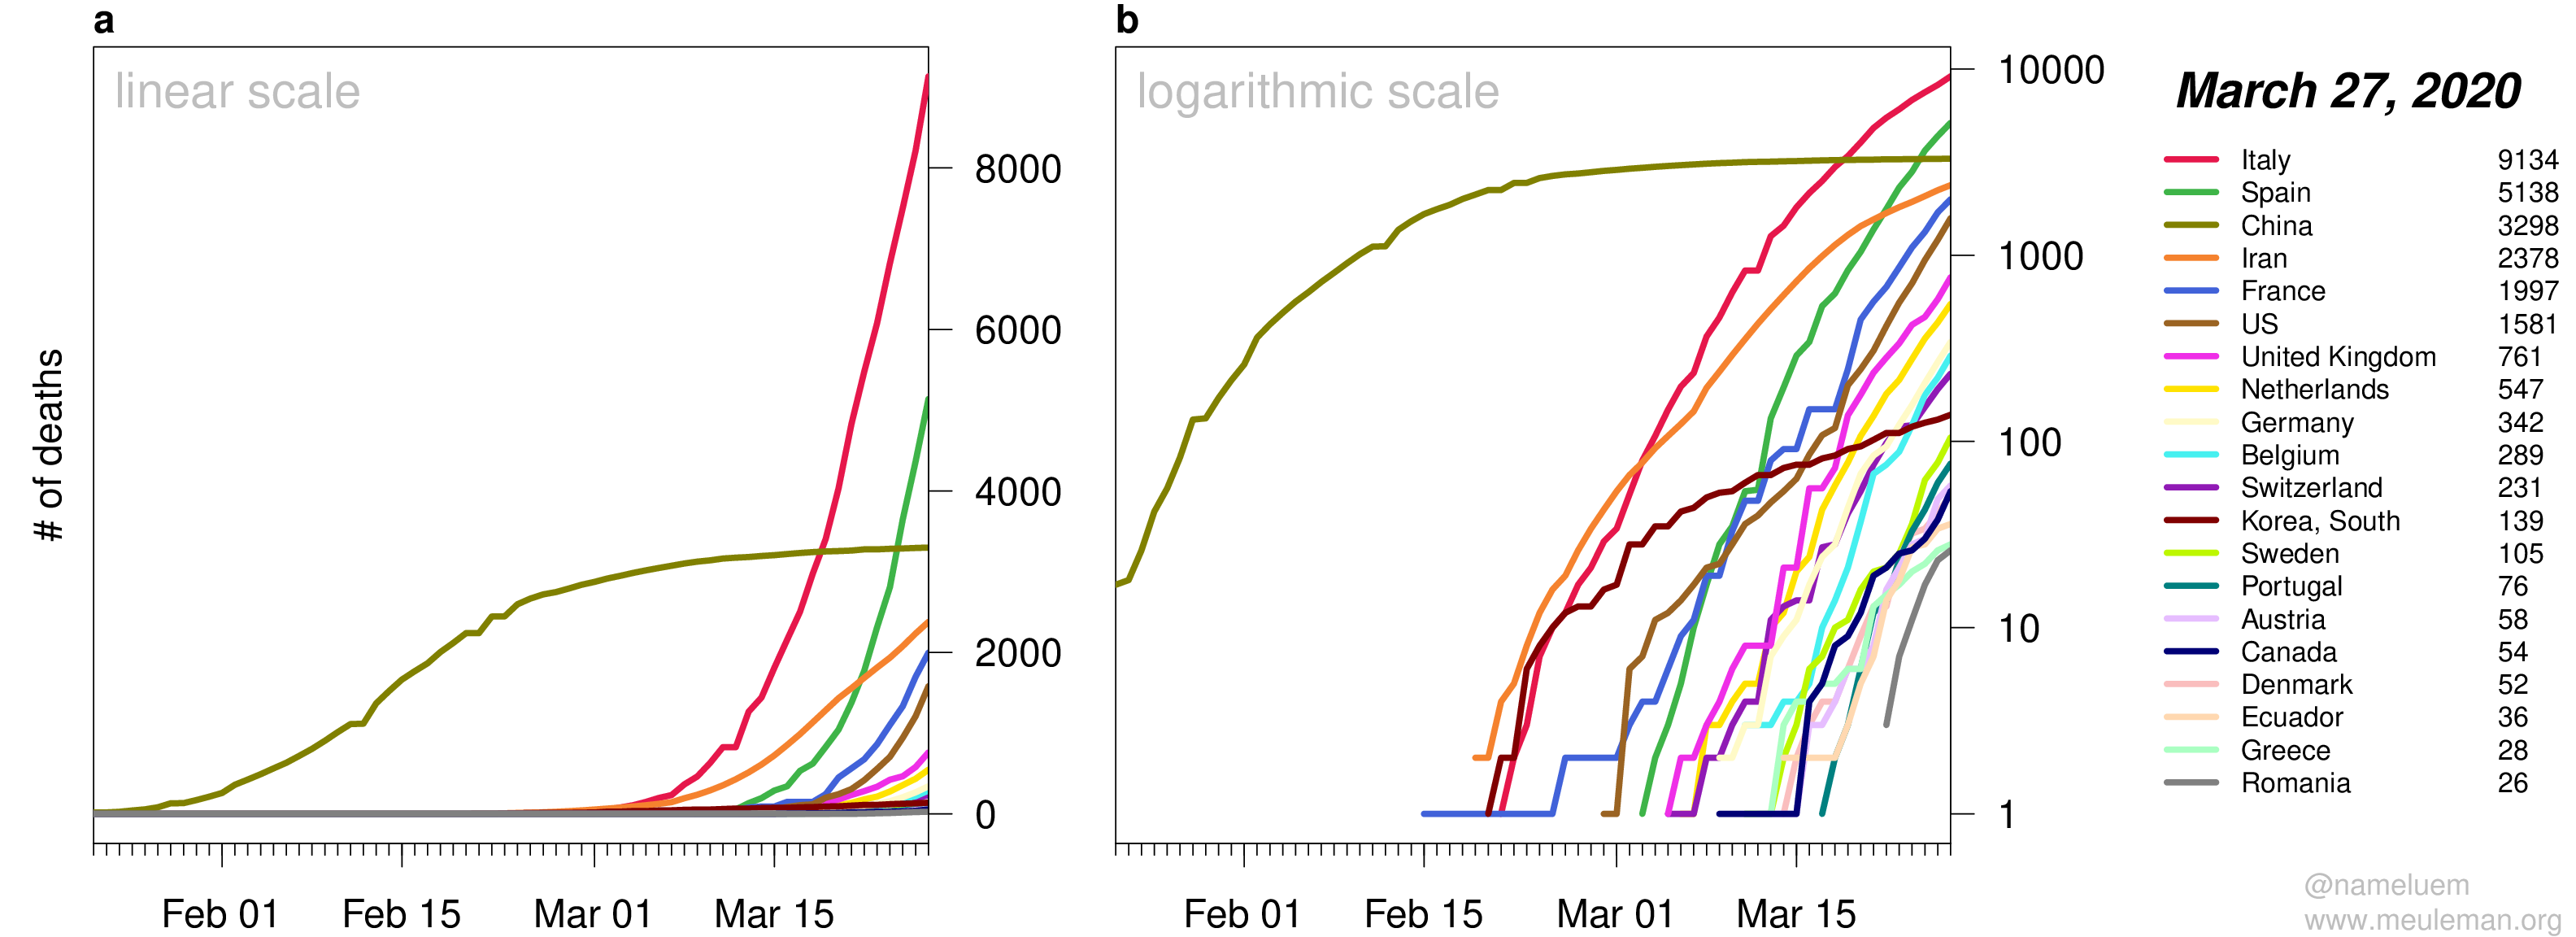 a
linear scale
# of deaths
8000
6000
4000
2000
0
Feb 01 Feb 15 Mar 01 Mar 15
b
logarithmic scale
10000
1000
100
10
1
Feb 01 Feb 15 Mar 01 Mar 15
March 27, 2020
Italy 9134
Spain 5138
China 3298
Iran 2378
France 1997
US 1581
United Kingdom 761
Netherlands 547
Germany 342
Belgium 289
Switzerland 231
Korea, South 139
Sweden 105
Portugal 76
Austria 58
Canada 54
Denmark 52
Ecuador 36
Greece 28
Romania 26
@nameluem
www.meuleman.org